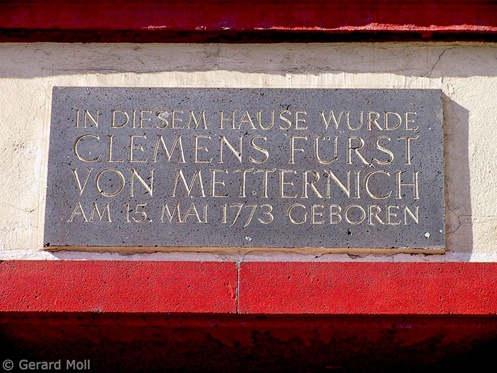 IN DIESEM HAUSE WURDE
CLEMENS FÜRST
VON METTERNICH
AM 15. MAI 1773 GEBOREN
© Gerard Moll